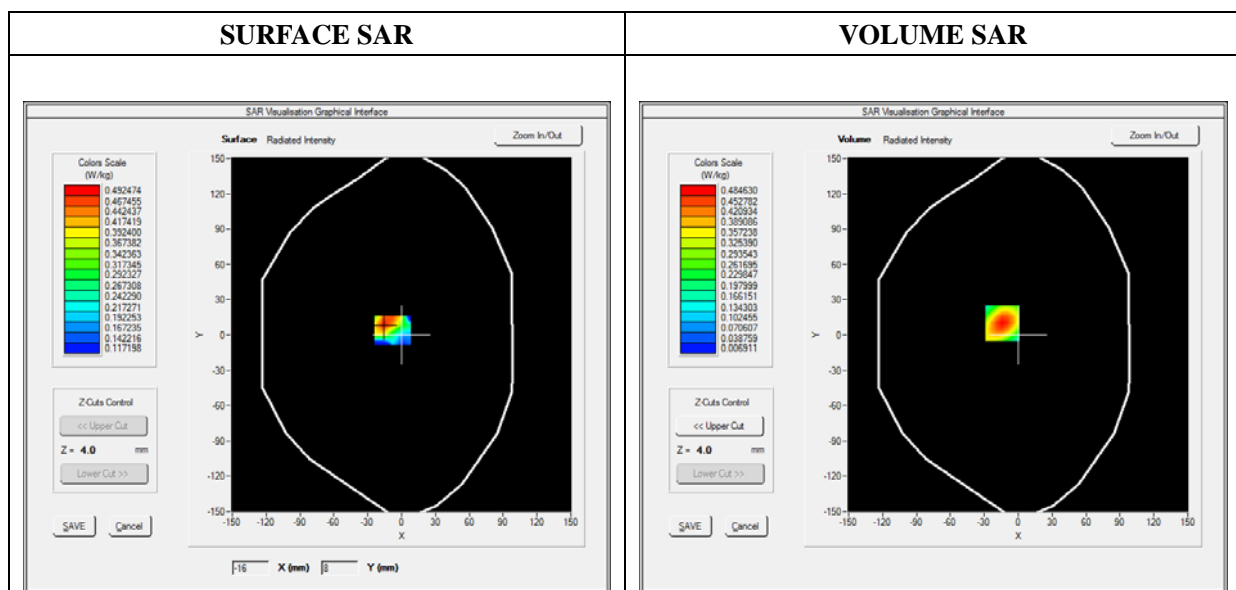 SURFACE SAR
VOLUME SAR
SAR Visualisation Graphical Interface
Surface Radiated Intensity
Zoom In/Out
Colors Scale
(W/kg)
0.492474
0.467455
0.442437
0.417419
0.392400
0.367382
0.342363
0.317345
0.292327
0.267308
0.242290
0.217271
0.192253
0.167235
0.142216
0.117198
Z-Cuts Control
<< Upper Cut
Z = 4.0 mm
Lower Cut >>
SAVE Cancel
150
120
90
60
30
0
-30
-60
-90
-120
-150
Y
-150 -120 -90 -60 -30 0 30 60 90 120 150
X
-16 X (mm) 8 Y (mm)
SAR Visualisation Graphical Interface
Volume Radiated Intensity
Zoom In/Out
Colors Scale
(W/kg)
0.484630
0.452782
0.420934
0.389086
0.357238
0.325390
0.293543
0.261695
0.229847
0.197999
0.166151
0.134303
0.102455
0.070607
0.038759
0.006911
Z-Cuts Control
<< Upper Cut
Z = 4.0 mm
Lower Cut >>
SAVE Cancel
150
120
90
60
30
0
-30
-60
-90
-120
-150
Y
-150 -120 -90 -60 -30 0 30 60 90 120 150
X